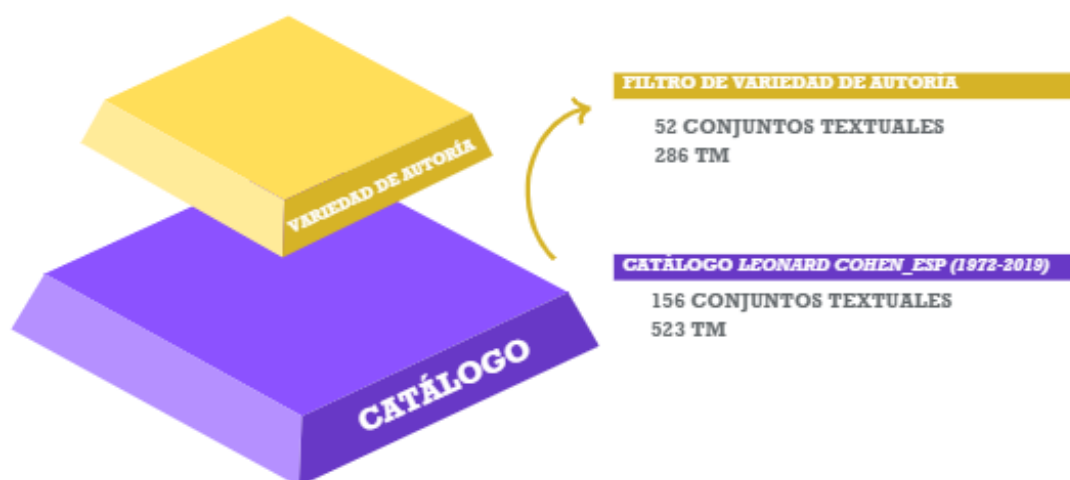 VARIEDAD DE AUTORÍA
CATÁLOGO
FILTRO DE VARIEDAD DE AUTORÍA
52 CONJUNTOS TEXTUALES
286 TM
CATÁLOGO LEONARD COHEN_ESP (1972-2019)
156 CONJUNTOS TEXTUALES
523 TM